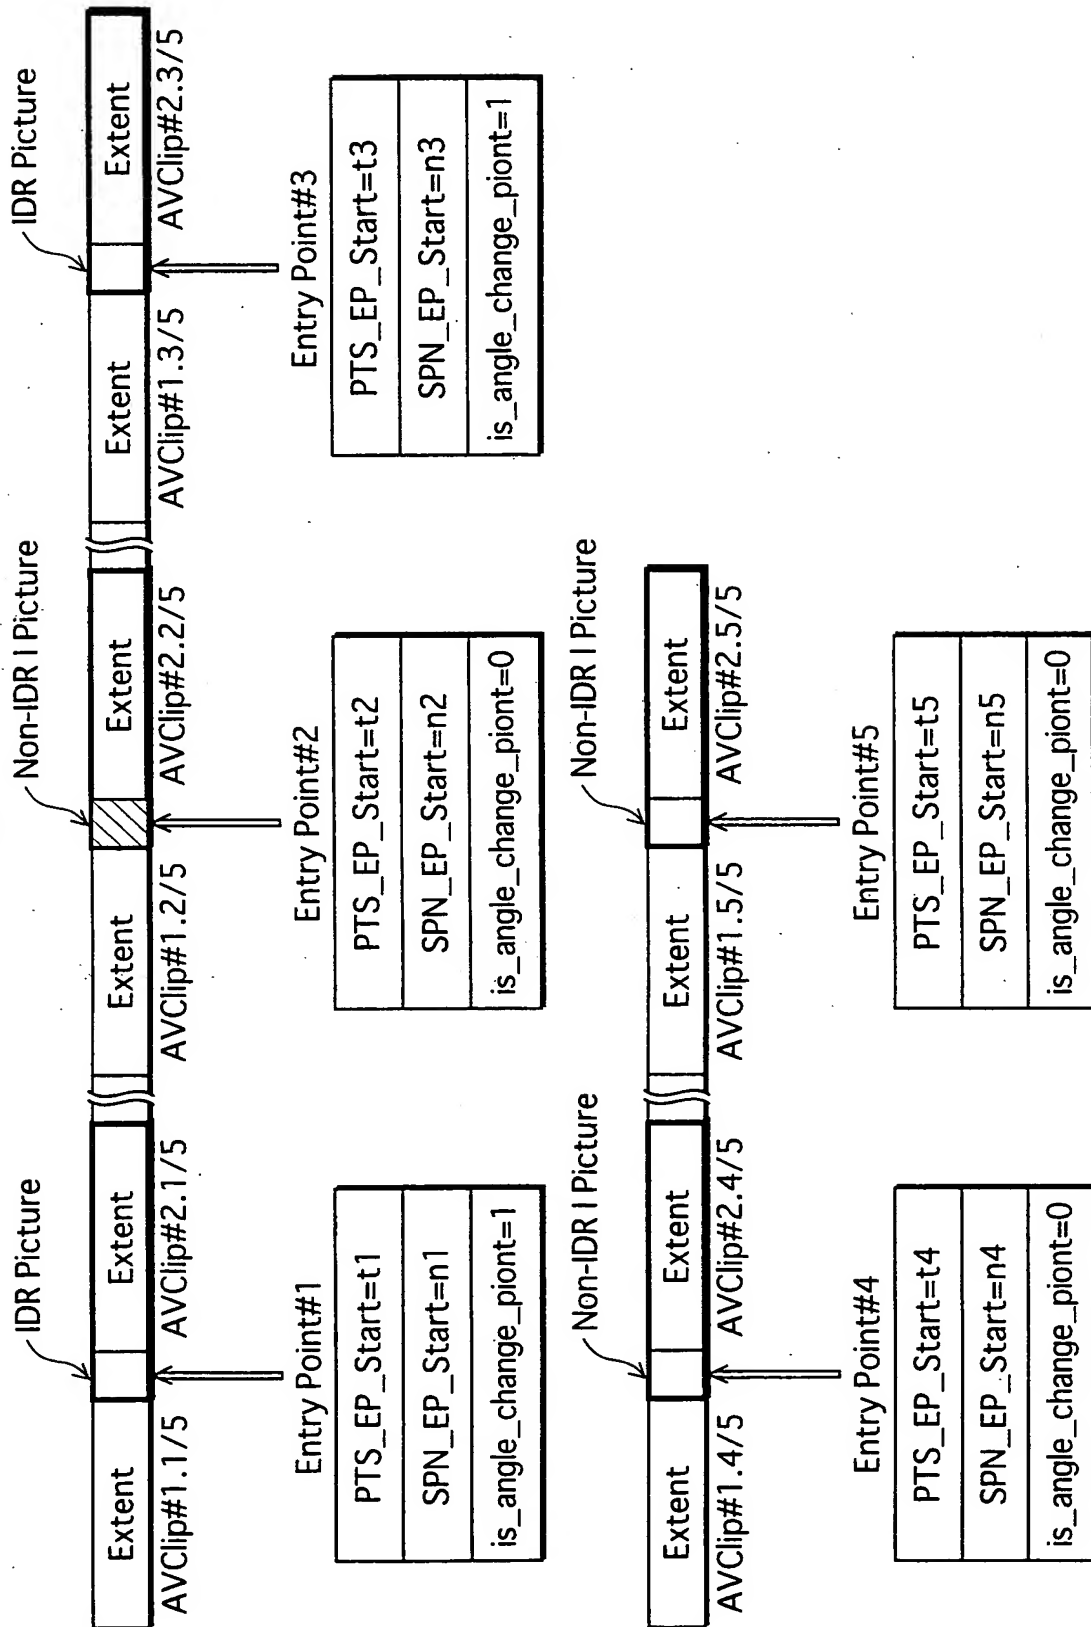 IDR Picture
Non-IDR I Picture
IDR Picture
Extent
Extent
Extent
Extent
Extent
Extent
AVClip#1.1/5
AVClip#2.1/5
AVClip#1.2/5
AVClip#2.2/5
AVClip#1.3/5
AVClip#2.3/5
Entry Point#1
PTS_EP_Start=t1
SPN_EP_Start=n1
is_angle_change_piont=1
Entry Point#2
PTS_EP_Start=t2
SPN_EP_Start=n2
is_angle_change_piont=0
Entry Point#3
PTS_EP_Start=t3
SPN_EP_Start=n3
is_angle_change_piont=1
Non-IDR I Picture
Non-IDR I Picture
Extent
Extent
Extent
Extent
AVClip#1.4/5
AVClip#2.4/5
AVClip#1.5/5
AVClip#2.5/5
Entry Point#4
PTS_EP_Start=t4
SPN_EP_Start=n4
is_angle_change_piont=0
Entry Point#5
PTS_EP_Start=t5
SPN_EP_Start=n5
is_angle_change_piont=0